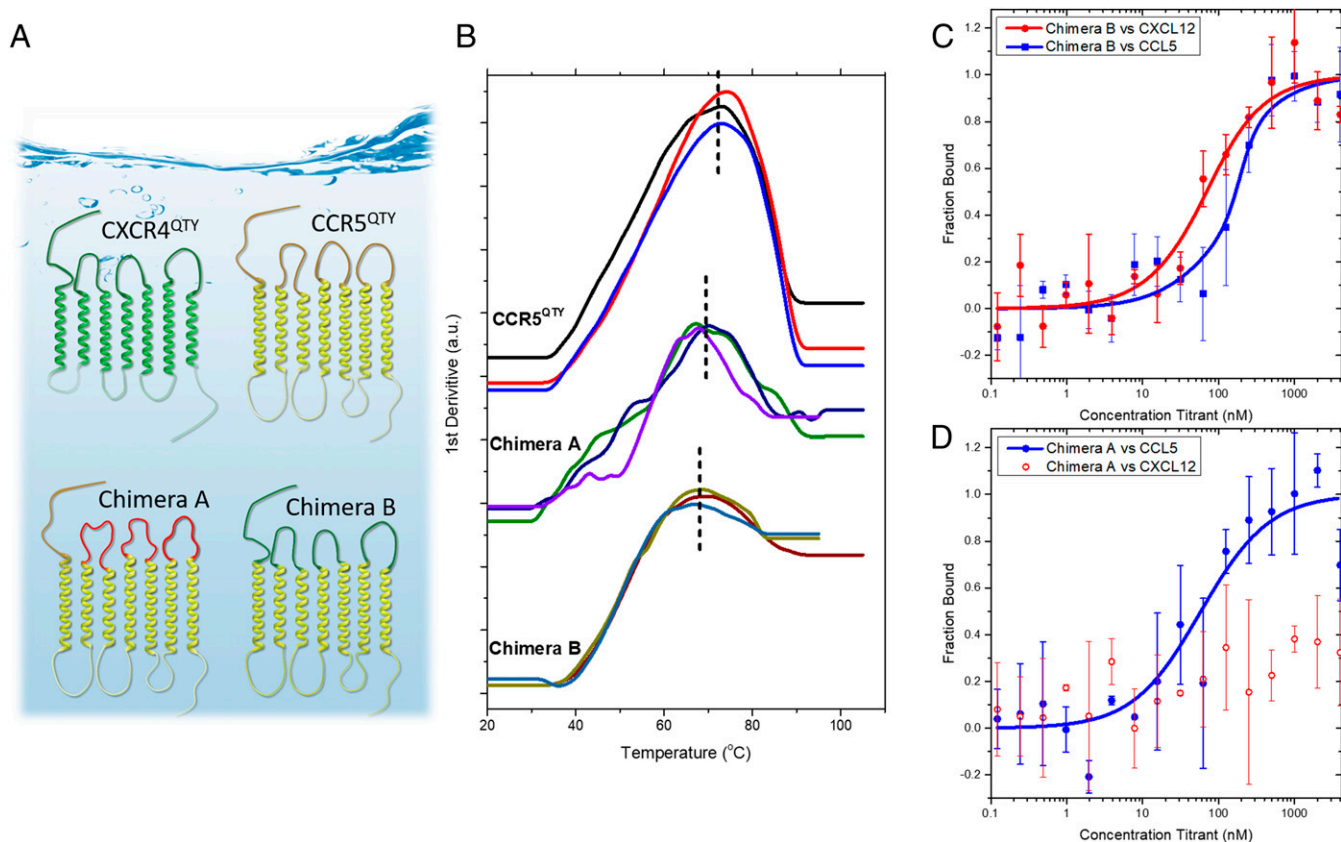 A
CXCR4QTY
CCR5QTY
Chimera A
Chimera B
B
1st Derivitive (a.u.)
CCR5QTY
Chimera A
Chimera B
20 40 60 80 100
Temperature (°C)
C
Chimera B vs CXCL12
Chimera B vs CCL5
Fraction Bound
1.2
1.0
0.8
0.6
0.4
0.2
0.0
-0.2
0.1 1 10 100 1000
Concentration Titrant (nM)
D
Chimera A vs CCL5
Chimera A vs CXCL12
Fraction Bound
1.2
1.0
0.8
0.6
0.4
0.2
0.0
-0.2
0.1 1 10 100 1000
Concentration Titrant (nM)